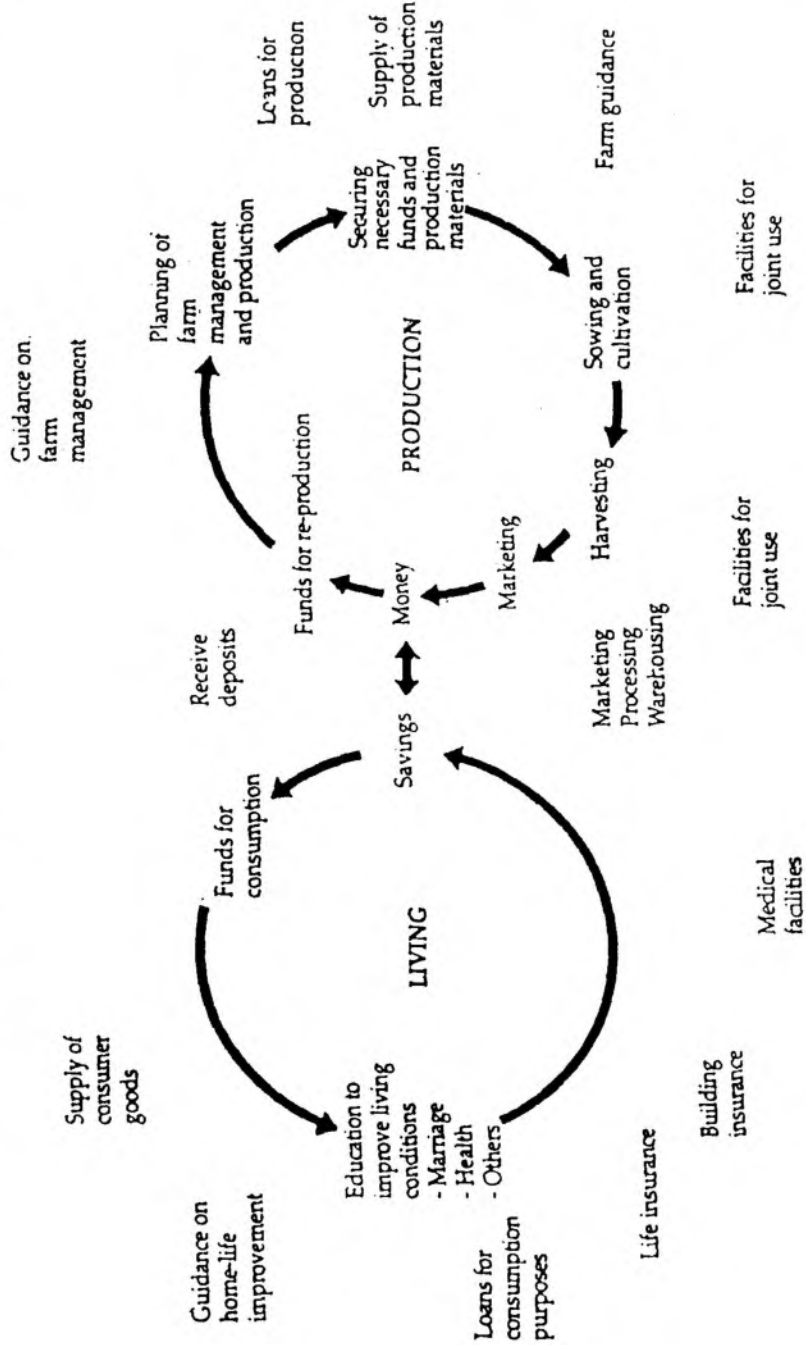 Guidance on
farm
management
Supply of
consumer
goods
Receive
deposits
Loans for
production
Guidance on
home-life
improvement
Funds for
consumption
Funds for re-production
Planning of
farm
management
and production
Supply of
production
materials
Education to
improve living
conditions
- Marriage
- Health
- Others
LIVING
Savings
Money
PRODUCTION
Securing
necessary
funds and
production
materials
Loans for
consumption
purposes
Marketing
Harvesting
Sowing and
cultivation
Farm guidance
Life insurance
Building
insurance
Medical
facilities
Marketing
Processing
Warehousing
Facilities for
joint use
Facilities for
joint use